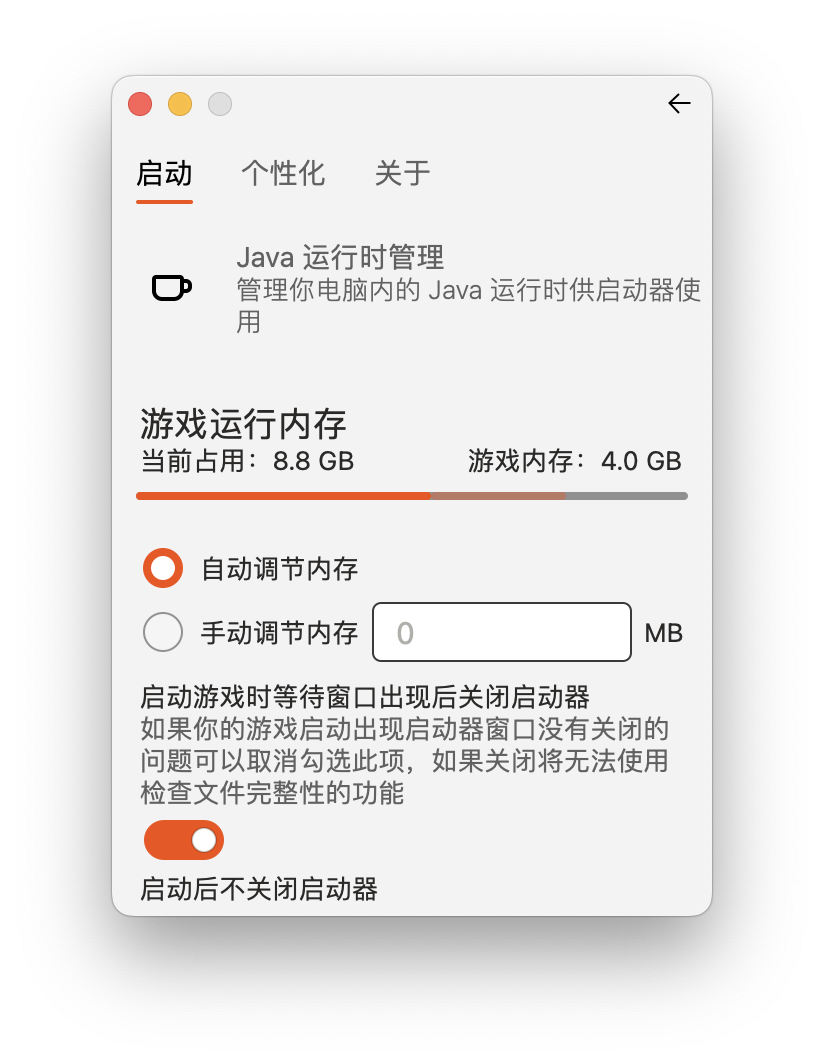 启动 个性化 关于
Java 运行时管理
管理你电脑内的 Java 运行时供启动器使
用
游戏运行内存
当前占用：8.8 GB 游戏内存：4.0 GB
自动调节内存
手动调节内存 0 MB
启动游戏时等待窗口出现后关闭启动器
如果你的游戏启动出现启动器窗口没有关闭的
问题可以取消勾选此项，如果关闭将无法使用
检查文件完整性的功能
启动后不关闭启动器